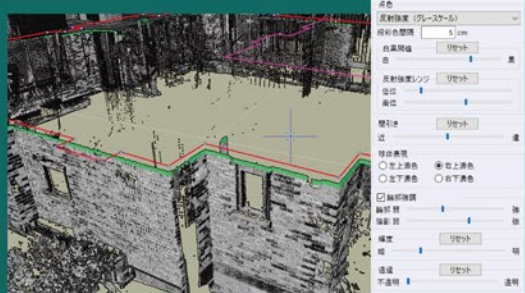 点色
反射強度（グレースケール）
段彩色間隔 5 cm
白黒閾値 リセット
白 黒
反射強度レンジ リセット
低位
高位
間引き リセット
近 遠
球体表現
左上濃色 右上濃色
左下濃色 右下濃色
輪郭強調
輪郭 弱 強
陰影 弱 強
輝度 リセット
暗 明
透過 リセット
不透明 透明